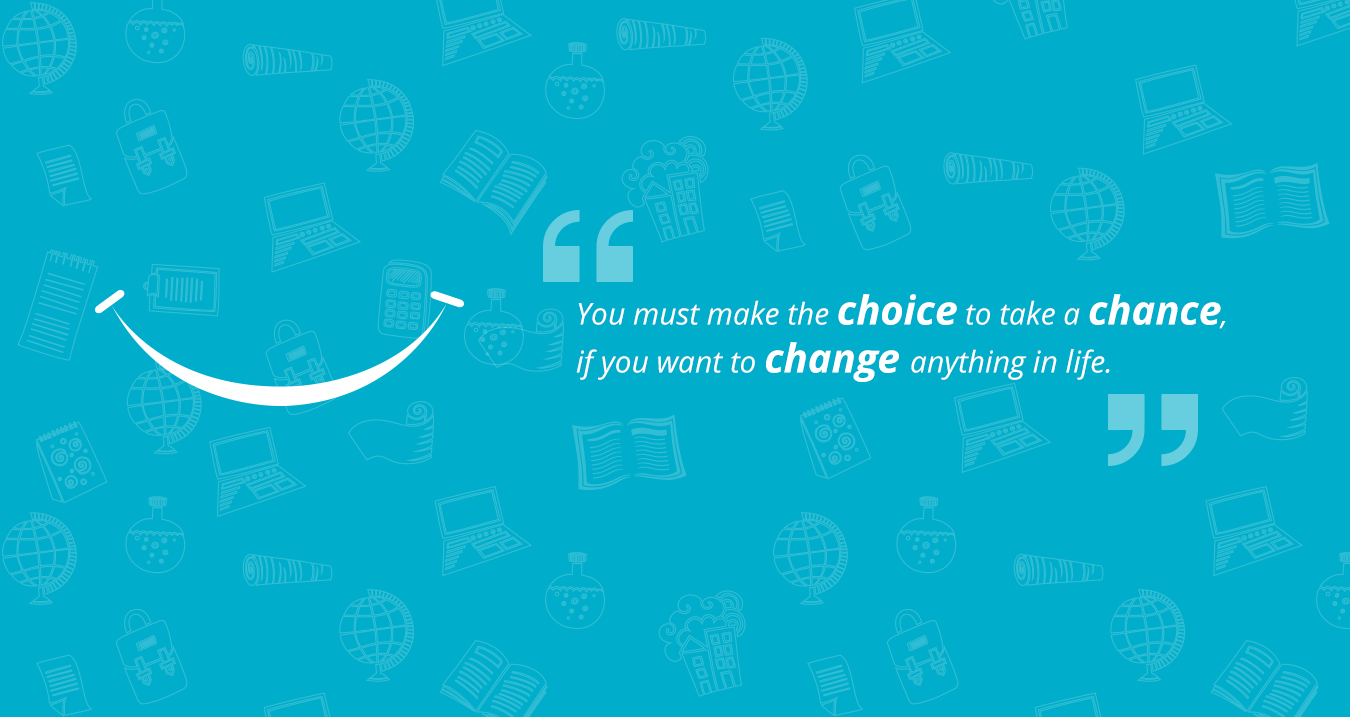 You must make the choice to take a chance,
if you want to change anything in life.